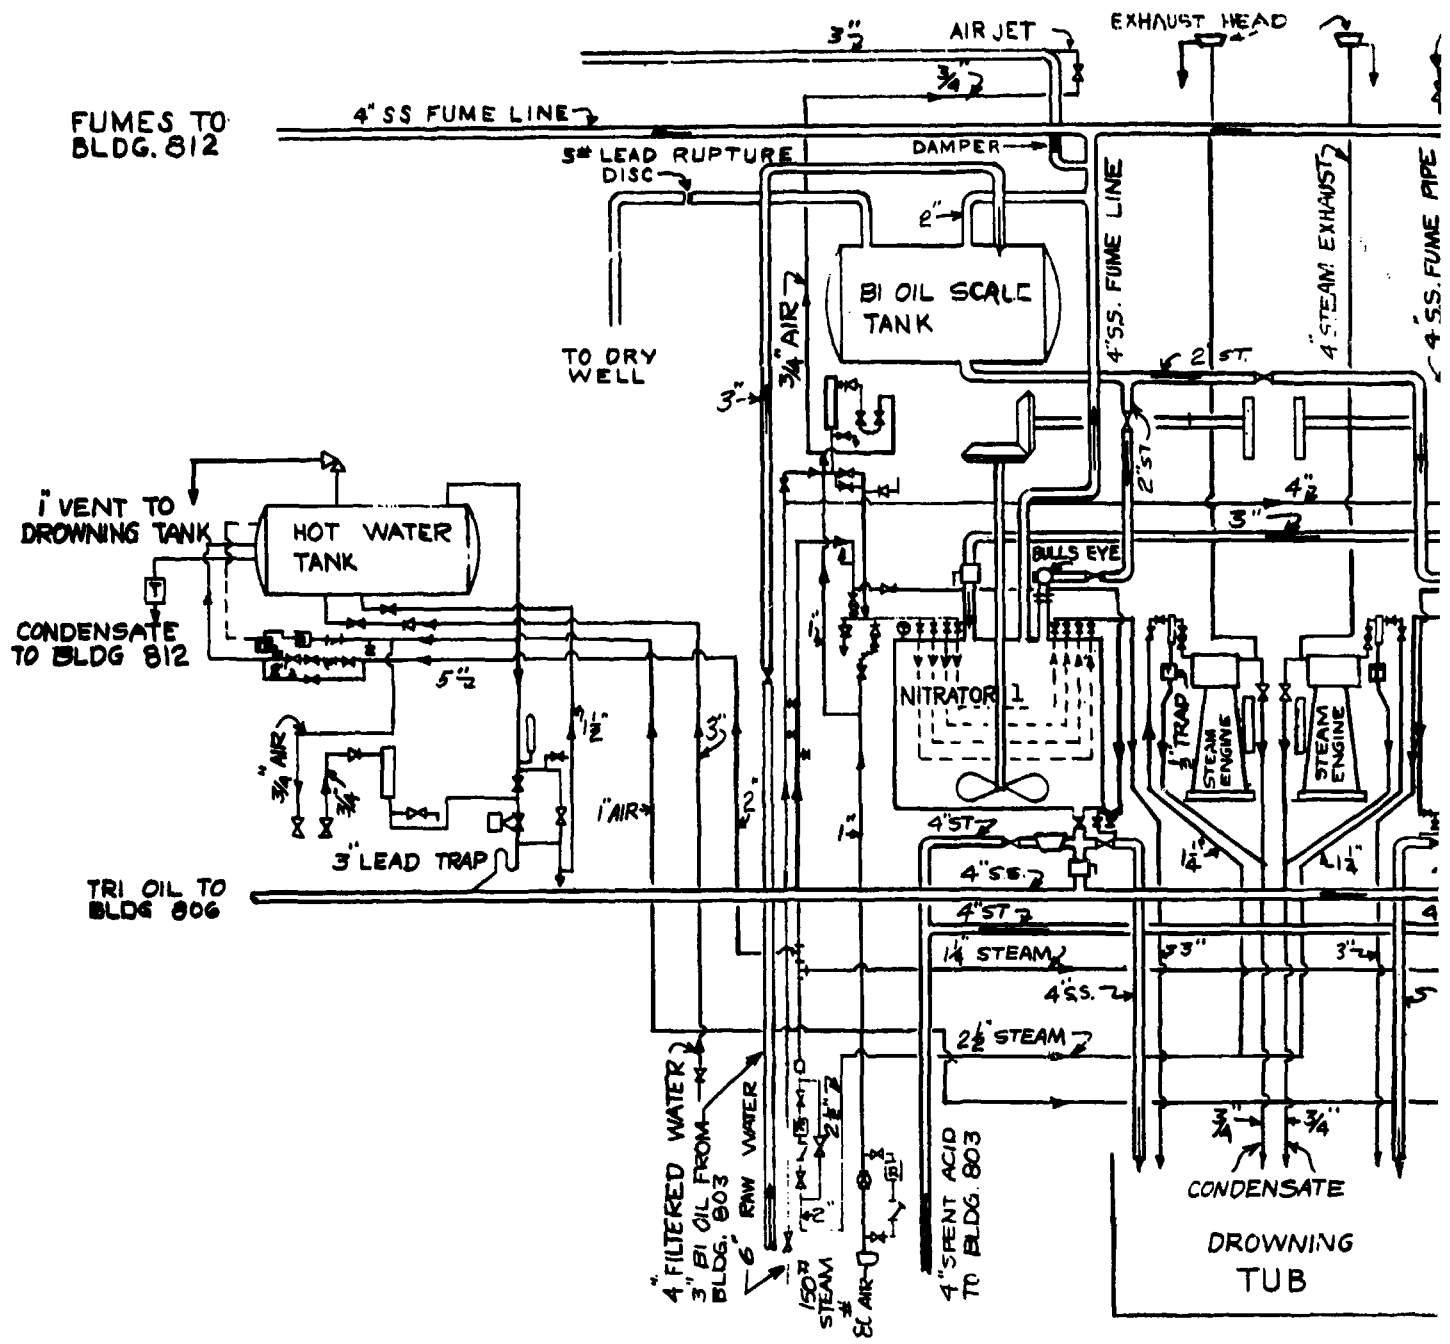 EXHAUST HEAD
3"
AIR JET
3/4"
FUMES TO
BLDG. 812
4" SS FUME LINE
DAMPER
5# LEAD RUPTURE
DISC
2"
4" SS. FUME LINE
4" STEAM EXHAUST
4" S.S. FUME PIPE
BI OIL SCALE
TANK
3/4" AIR
TO DRY
WELL
3"
2" ST.
2" ST.
4"
3"
1" VENT TO
DROWNING TANK
HOT WATER
TANK
BULLS EYE
T
CONDENSATE
TO BLDG 812
NITRATOR 1
1/2" TRAP
STEAM
ENGINE
STEAM
ENGINE
3/4" AIR
3/4"
1 1/2"
3"
2"
1" AIR
1"
3" LEAD TRAP
4" ST.
1 1/4"
1 1/4"
TRI OIL TO
BLDG 806
4" S.S.
4" ST
4
1 1/4" STEAM
3"
3"
4" S.S.
2 1/2" STEAM
2 1/2"
2"
3/4"
3/4"
4" FILTERED WATER
3" BI OIL FROM
BLDG. 803
6" RAW WATER
150#
STEAM
AIR
4" SPENT ACID
TO BLDG. 803
CONDENSATE
DROWNING
TUB